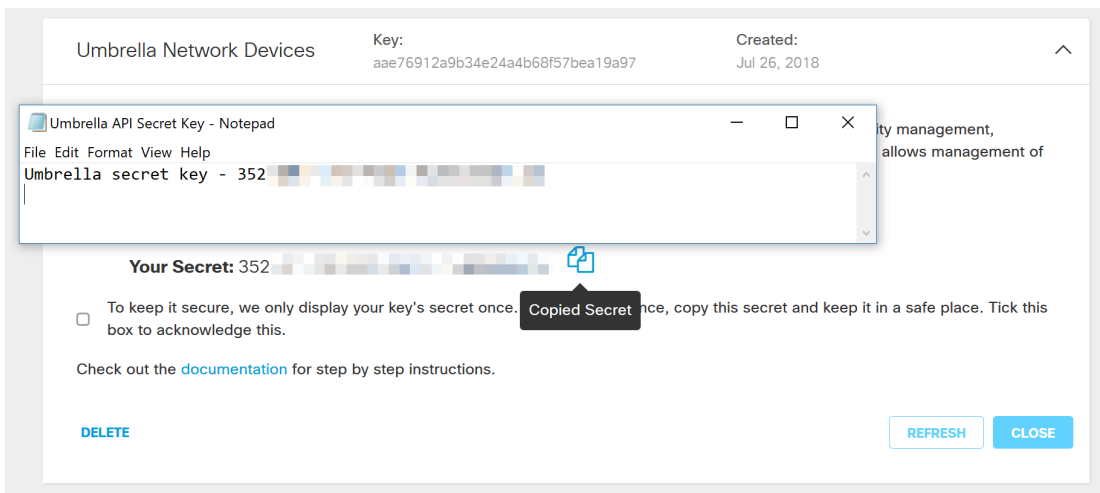 Umbrella Network Devices
Key:
aae76912a9b34e24a4b68f57bea19a97
Created:
Jul 26, 2018
Umbrella API Secret Key - Notepad
File Edit Format View Help
Umbrella secret key - 352
ity management,
allows management of
Your Secret: 352
Copied Secret
To keep it secure, we only display your key's secret once. nce, copy this secret and keep it in a safe place. Tick this
box to acknowledge this.
Check out the documentation for step by step instructions.
DELETE
REFRESH
CLOSE